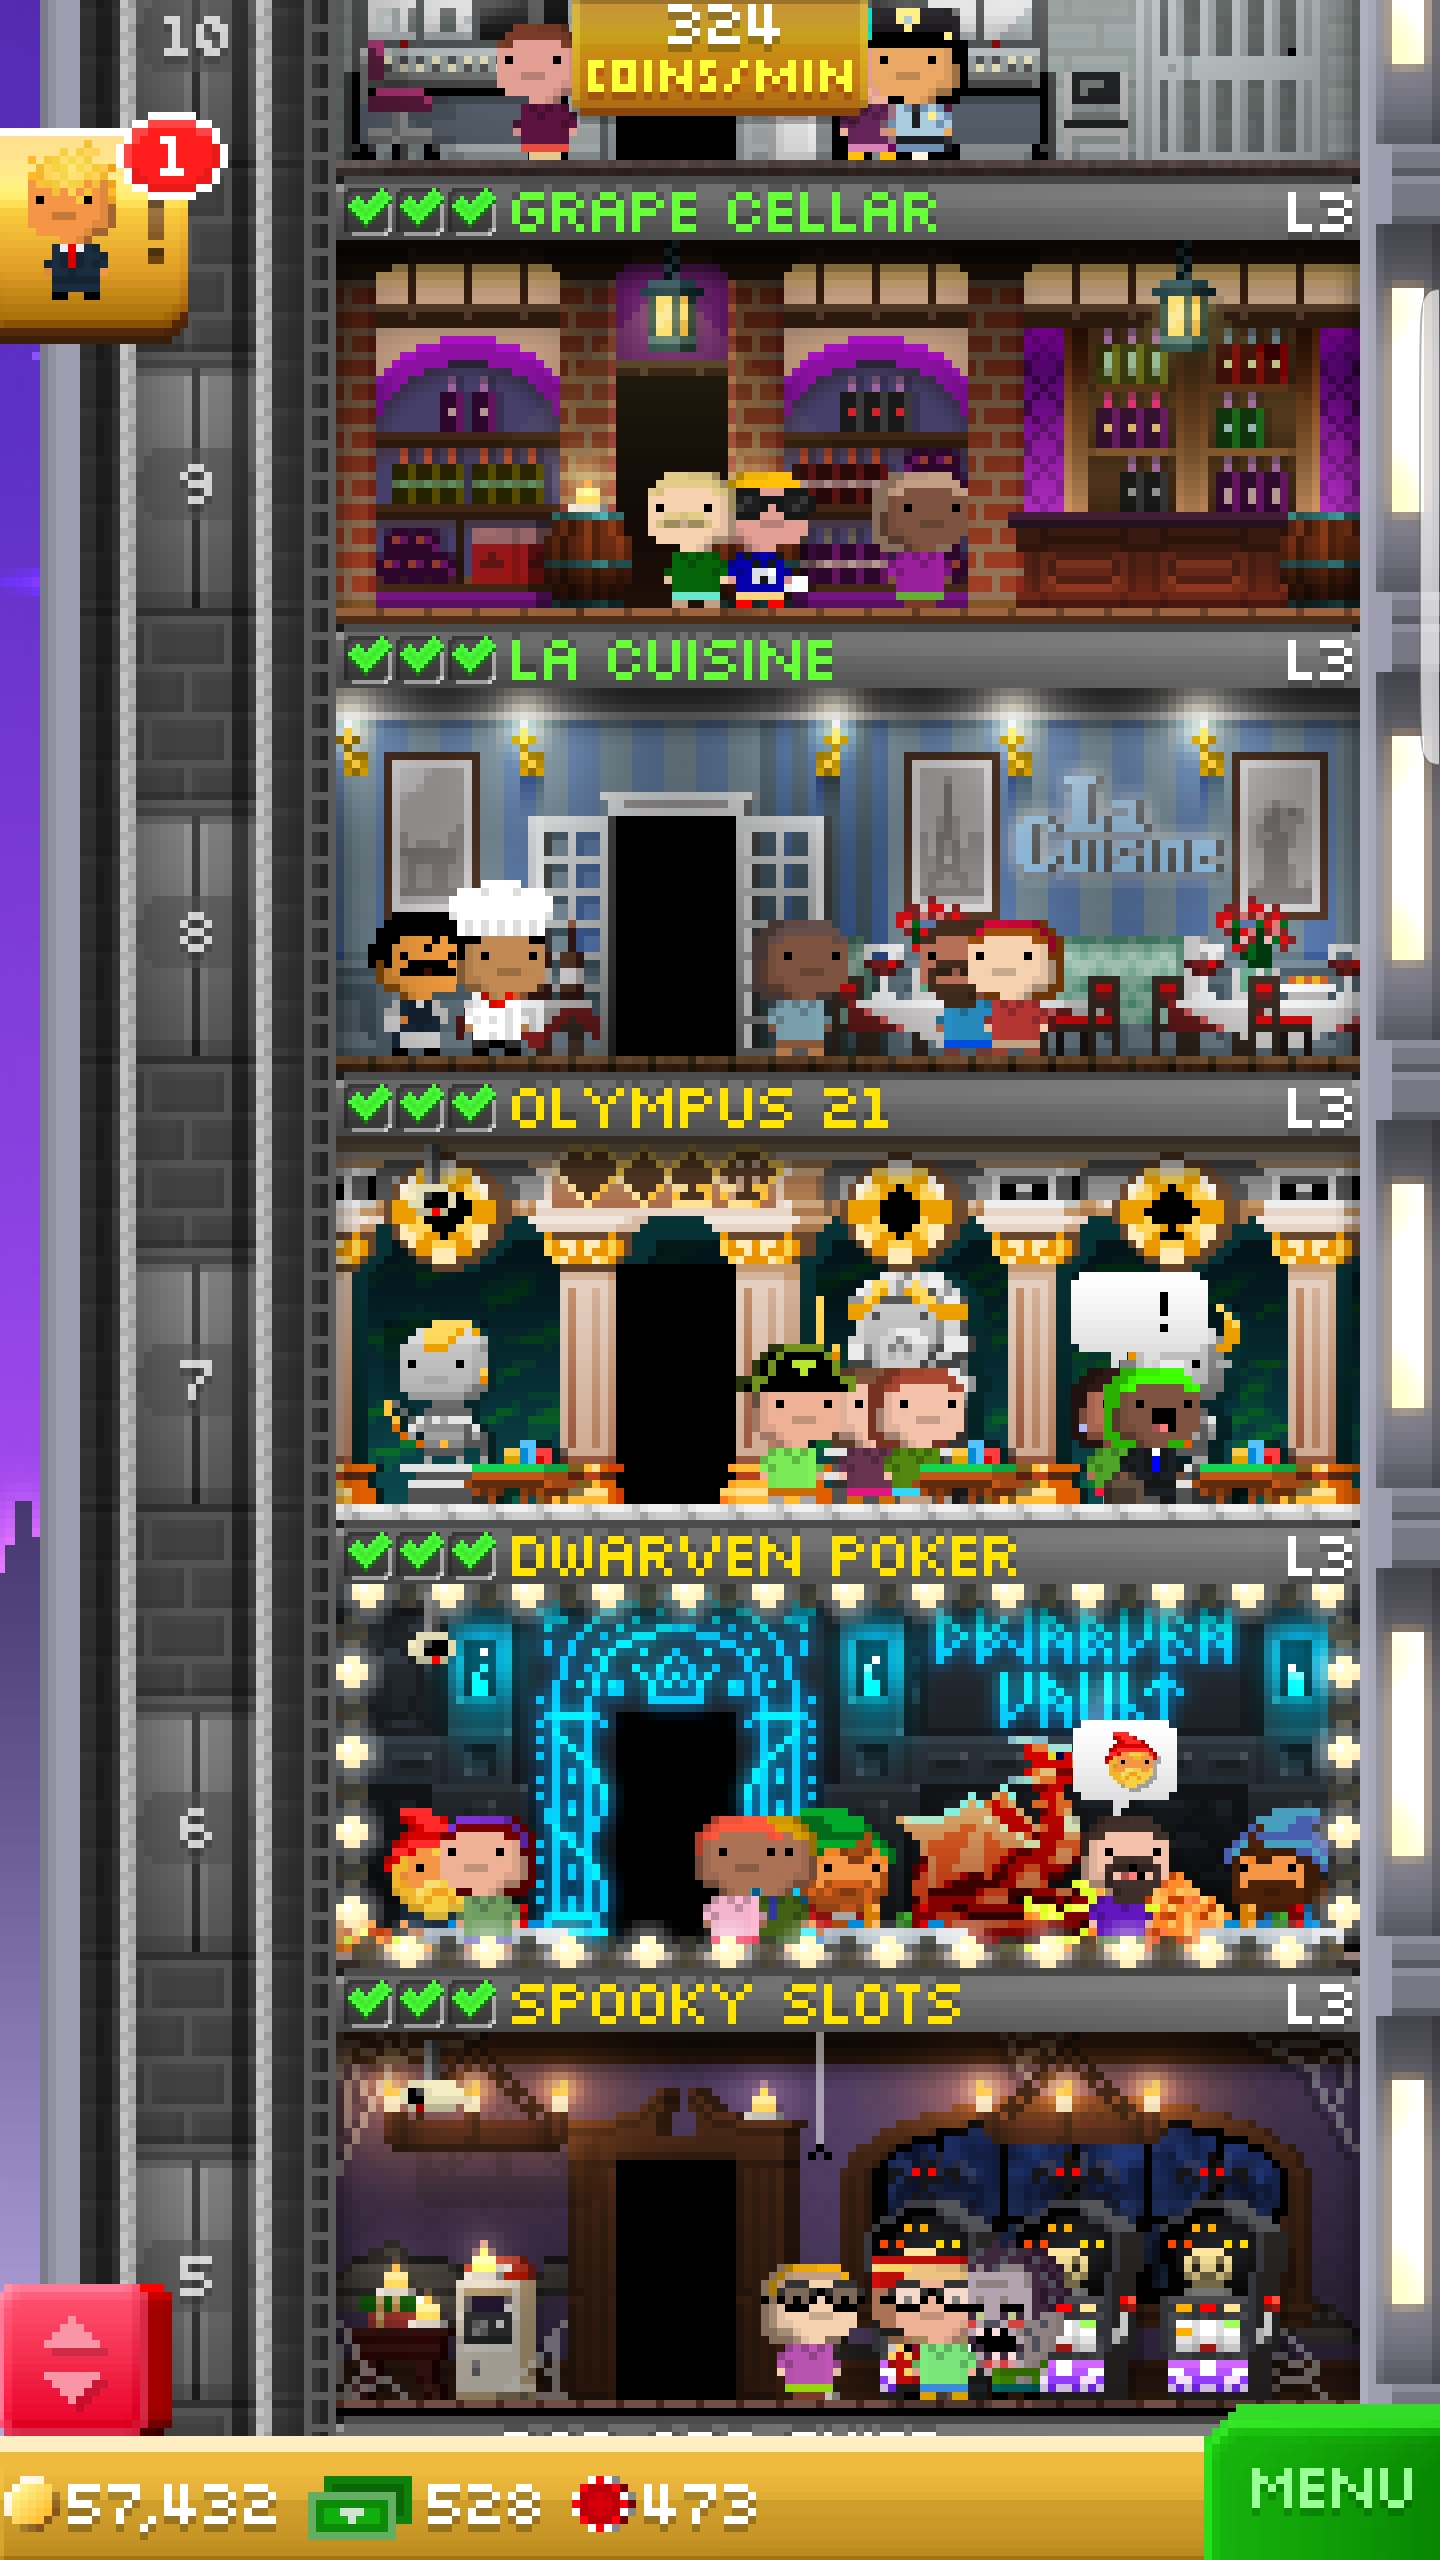 10
324
COINS/MIN
1
!
GRAPE CELLAR L3
9
LA CUISINE L3
La
Cuisine
8
OLYMPUS 21 L3
!
7
DWARVEN POKER L3
DWARVEN
VAULT
6
SPOOKY SLOTS L3
5
57,432 528 473
MENU